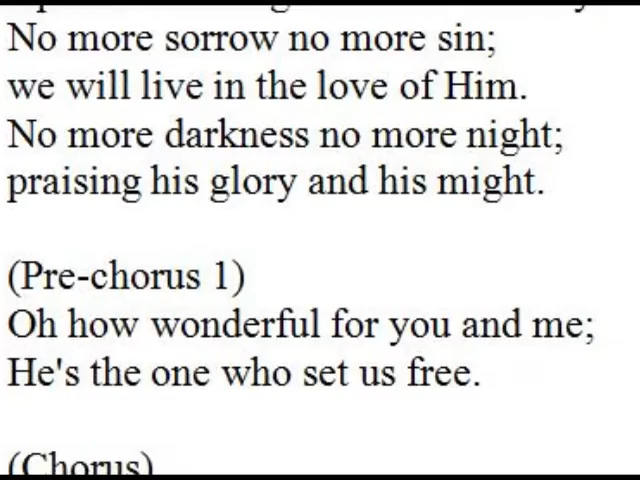 No more sorrow no more sin;
we will live in the love of Him.
No more darkness no more night;
praising his glory and his might.
(Pre-chorus 1)
Oh how wonderful for you and me;
He's the one who set us free.
(Chorus)